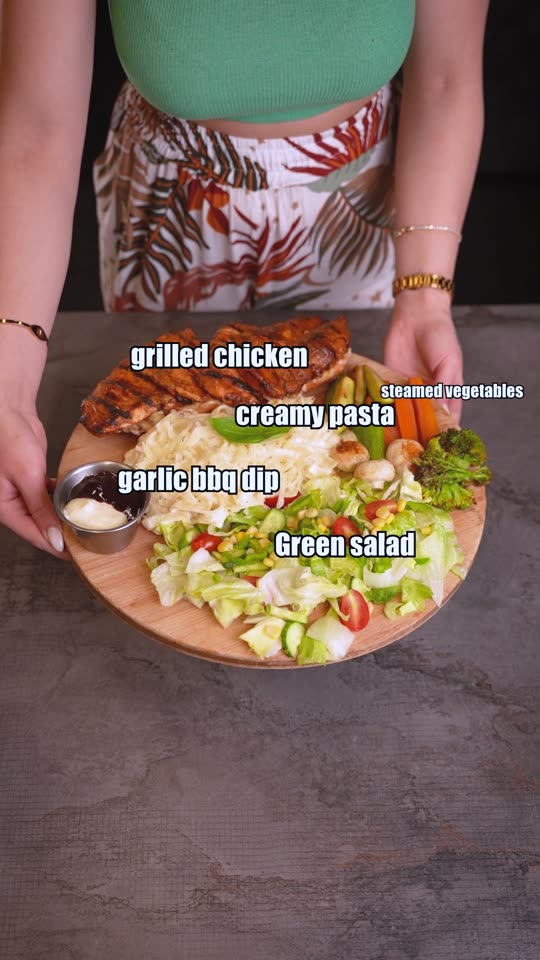 grilled chicken
steamed vegetables
creamy pasta
garlic bbq dip
Green salad